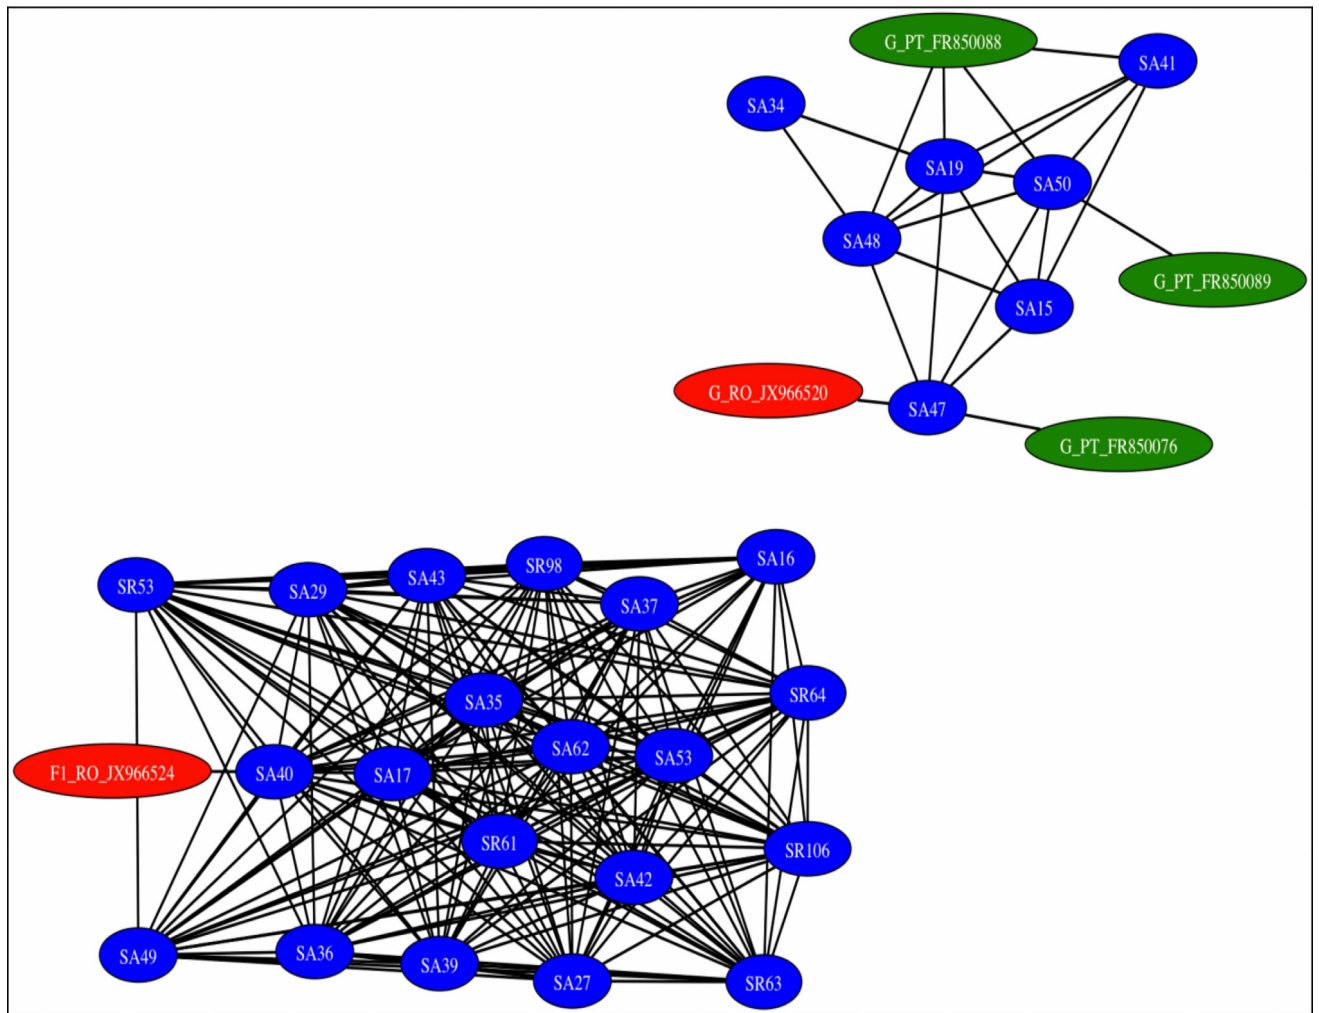 G_PT_FR850088
SA41
SA34
SA19
SA50
SA48
G_PT_FR850089
SA15
G_RO_JX966520
SA47
G_PT_FR850076
SR53
SA29
SA43
SR98
SA16
SA37
SA35
SR64
SA62
SA53
F1_RO_JX966524
SA40
SA17
SR61
SR106
SA42
SA49
SA36
SA39
SA27
SR63